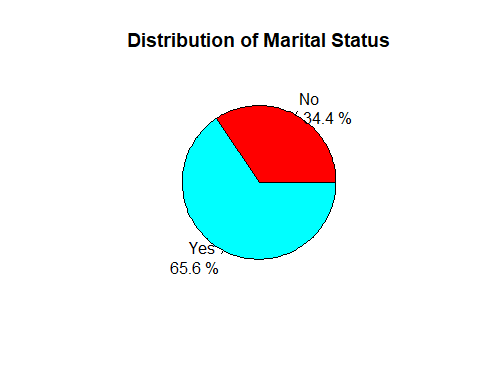 Distribution of Marital Status
No
34.4 %
Yes
65.6 %